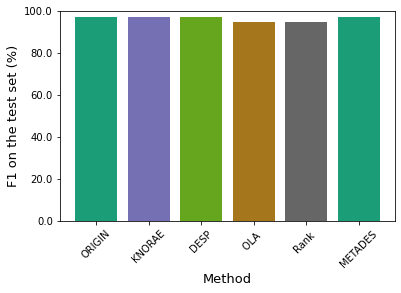 F1 on the test set (%)
100.0
80.0
60.0
40.0
20.0
0.0
ORIGIN
KNORAE
DESP
OLA
Rank
METADES
Method